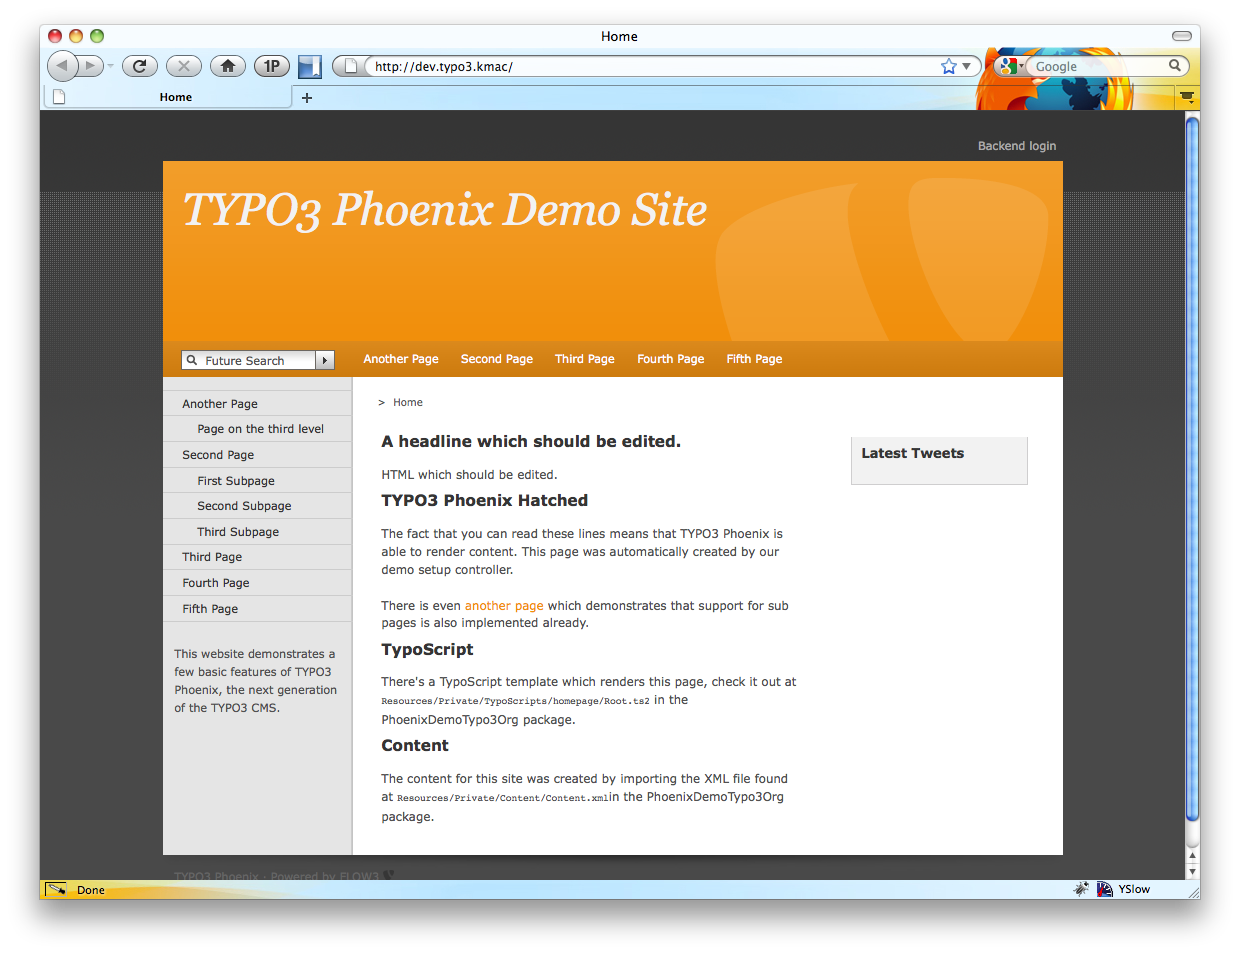 Home
1P
http://dev.typo3.kmac/
Google
Home
Backend login
TYPO3 Phoenix Demo Site
Future Search
Another Page Second Page Third Page Fourth Page Fifth Page
Another Page
Page on the third level
Second Page
First Subpage
Second Subpage
Third Subpage
Third Page
Fourth Page
Fifth Page
This website demonstrates a
few basic features of TYPO3
Phoenix, the next generation
of the TYPO3 CMS.
> Home
A headline which should be edited.
HTML which should be edited.
TYPO3 Phoenix Hatched
The fact that you can read these lines means that TYPO3 Phoenix is
able to render content. This page was automatically created by our
demo setup controller.
There is even another page which demonstrates that support for sub
pages is also implemented already.
TypoScript
There's a TypoScript template which renders this page, check it out at
Resources/Private/TypoScripts/homepage/Root.ts2 in the
PhoenixDemoTypo3Org package.
Content
The content for this site was created by importing the XML file found
at Resources/Private/Content/Content.xmlin the PhoenixDemoTypo3Org
package.
Latest Tweets
TYPO3 Phoenix · Powered by FLOW3
Done
YSlow